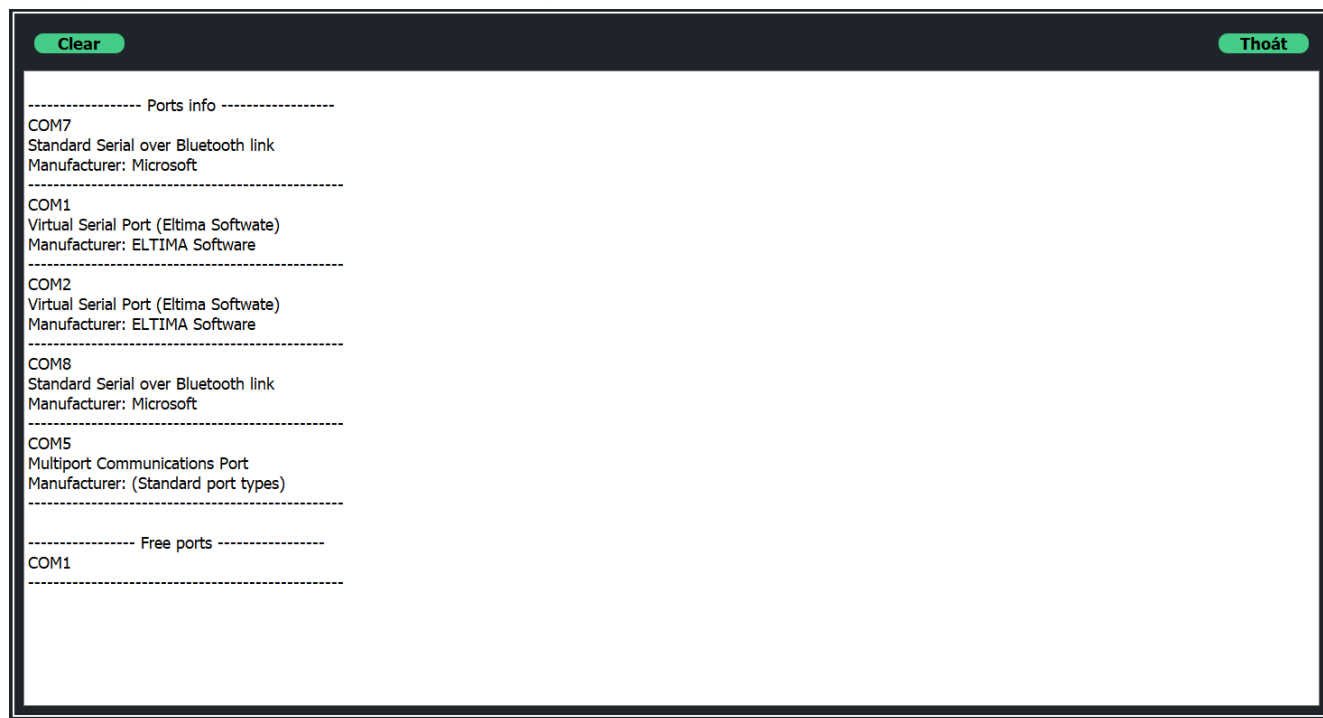 Clear
Thoát
------------------ Ports info ------------------
COM7
Standard Serial over Bluetooth link
Manufacturer: Microsoft
--------------------------------------------------
COM1
Virtual Serial Port (Eltima Softwate)
Manufacturer: ELTIMA Software
--------------------------------------------------
COM2
Virtual Serial Port (Eltima Softwate)
Manufacturer: ELTIMA Software
--------------------------------------------------
COM8
Standard Serial over Bluetooth link
Manufacturer: Microsoft
--------------------------------------------------
COM5
Multiport Communications Port
Manufacturer: (Standard port types)
--------------------------------------------------
----------------- Free ports -----------------
COM1
--------------------------------------------------